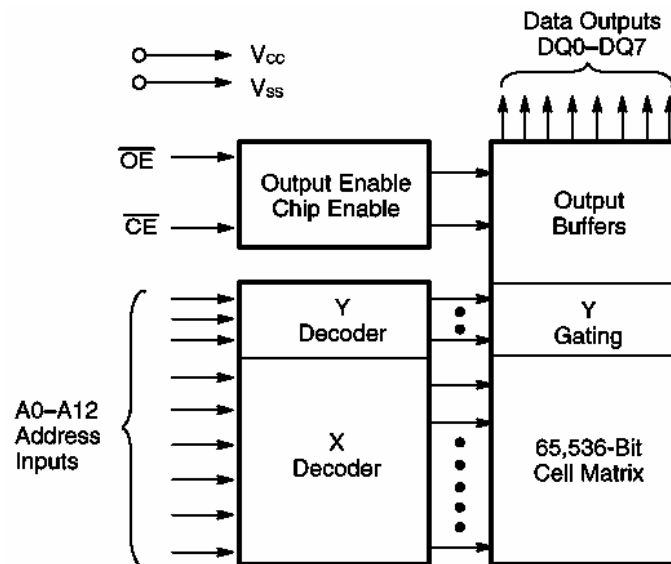 Data Outputs
DQ0–DQ7
VCC
VSS
OE
CE
Output Enable
Chip Enable
Output
Buffers
Y
Decoder
Y
Gating
A0–A12
Address
Inputs
X
Decoder
65,536-Bit
Cell Matrix